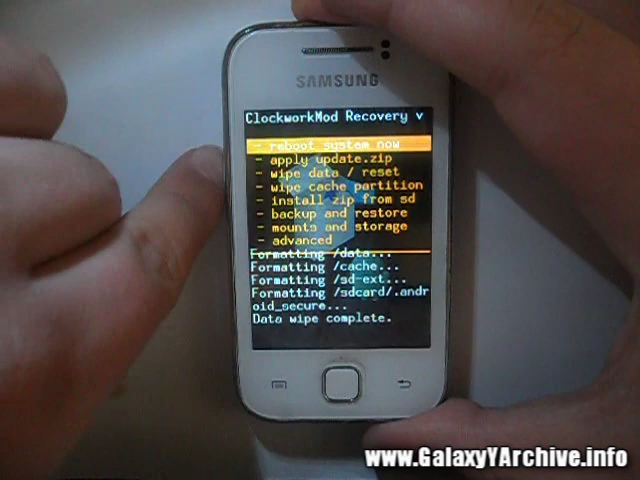 SAMSUNG
ClockworkMod Recovery v
- reboot system now
- apply update.zip
- wipe data / reset
- wipe cache partition
- install zip from sd
- backup and restore
- mounts and storage
- advanced
Formatting /data...
Formatting /cache...
Formatting /sd-ext...
Formatting /sdcard/.andr
oid_secure...
Data wipe complete.
www.GalaxyYArchive.info